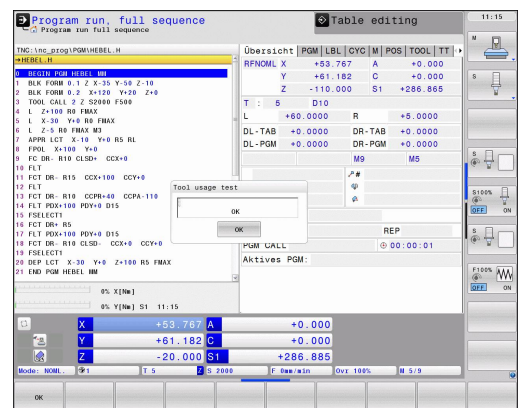 Program run, full sequence
Program run full sequence
Table editing
11:15
TNC:\nc_prog\PGM\HEBEL.H
→HEBEL.H
0 BEGIN PGM HEBEL MM
1 BLK FORM 0.1 Z X-35 Y-50 Z-10
2 BLK FORM 0.2 X+120 Y+20 Z+0
3 TOOL CALL 2 Z S2000 F500
4 L Z+100 R0 FMAX
5 L X-30 Y+0 R0 FMAX
6 L Z-5 R0 FMAX M3
7 APPR LCT X-10 Y+0 R5 RL
8 FPOL X+100 Y+0
9 FC DR- R10 CLSD+ CCX+0
10 FLT
11 FCT DR- R15 CCX+100 CCY+0
12 FLT
13 FCT DR- R10 CCPR+40 CCPA-110
14 FLT PDX+100 PDY+0 D15
15 FSELECT1
16 FCT DR+ R5
17 FLT PDX+100 PDY+0 D15
18 FCT DR- R10 CLSD- CCX+0 CCY+0
19 FSELECT1
20 DEP LCT X-30 Y+0 Z+100 R5 FMAX
21 END PGM HEBEL MM
0% X[Nm]
0% Y[Nm] S1 11:15
Übersicht PGM LBL CYC M POS TOOL TT
RFNOML X +53.767 A +0.000
Y +61.182 C +0.000
Z -110.000 S1 +286.865
T : 5 D10
L +60.0000 R +5.0000
DL-TAB +0.0000 DR-TAB +0.0000
DL-PGM +0.0000 DR-PGM +0.0000
M9 M5
#
REP
PGM CALL 00:00:01
Aktives PGM:
Tool usage test
OK
OK
X +53.767 A +0.000
Y +61.182 C +0.000
Z -20.000 S1 +286.885
Mode: NOML. 1 T 5 Z S 2000 F 0mm/min Ovr 100% M 5/9
M
S
S
S100%
OFF ON
S
F100%
OFF ON
OK